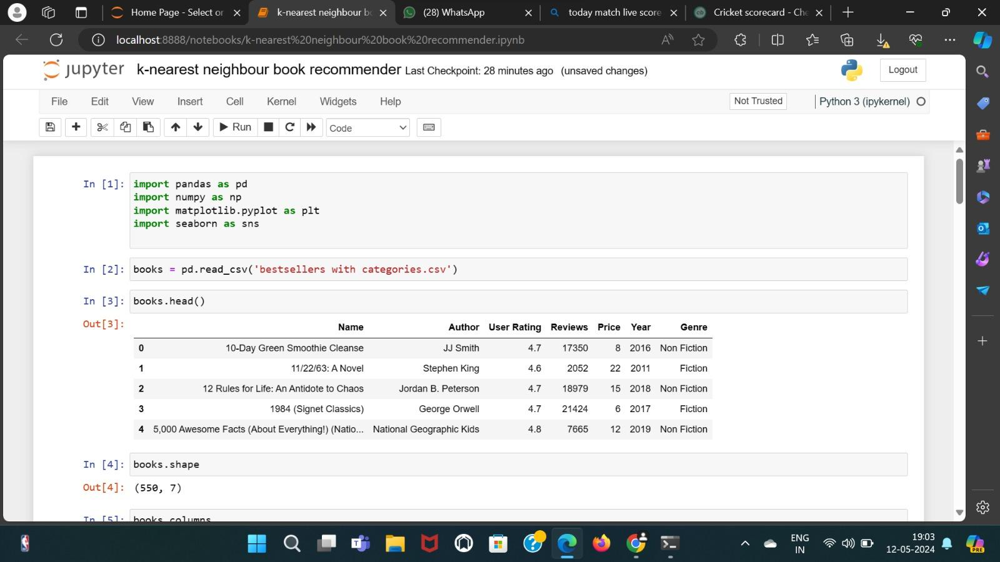 Home Page - Select or
k-nearest neighbour b
(28) WhatsApp
today match live score
Cricket scorecard - Che
localhost:8888/notebooks/k-nearest%20neighbour%20book%20recommender.ipynb
jupyter k-nearest neighbour book recommender Last Checkpoint: 28 minutes ago (unsaved changes)
Logout
File Edit View Insert Cell Kernel Widgets Help
Not Trusted
Python 3 (ipykernel)
Run
Code
In [1]: import pandas as pd
import numpy as np
import matplotlib.pyplot as plt
import seaborn as sns
In [2]: books = pd.read_csv('bestsellers with categories.csv')
In [3]: books.head()
Out[3]:
Name Author User Rating Reviews Price Year Genre
0 10-Day Green Smoothie Cleanse JJ Smith 4.7 17350 8 2016 Non Fiction
1 11/22/63: A Novel Stephen King 4.6 2052 22 2011 Fiction
2 12 Rules for Life: An Antidote to Chaos Jordan B. Peterson 4.7 18979 15 2018 Non Fiction
3 1984 (Signet Classics) George Orwell 4.7 21424 6 2017 Fiction
4 5,000 Awesome Facts (About Everything!) (Natio... National Geographic Kids 4.8 7665 12 2019 Non Fiction
In [4]: books.shape
Out[4]: (550, 7)
In [5]: books.columns
ENG
IN
19:03
12-05-2024
PRE